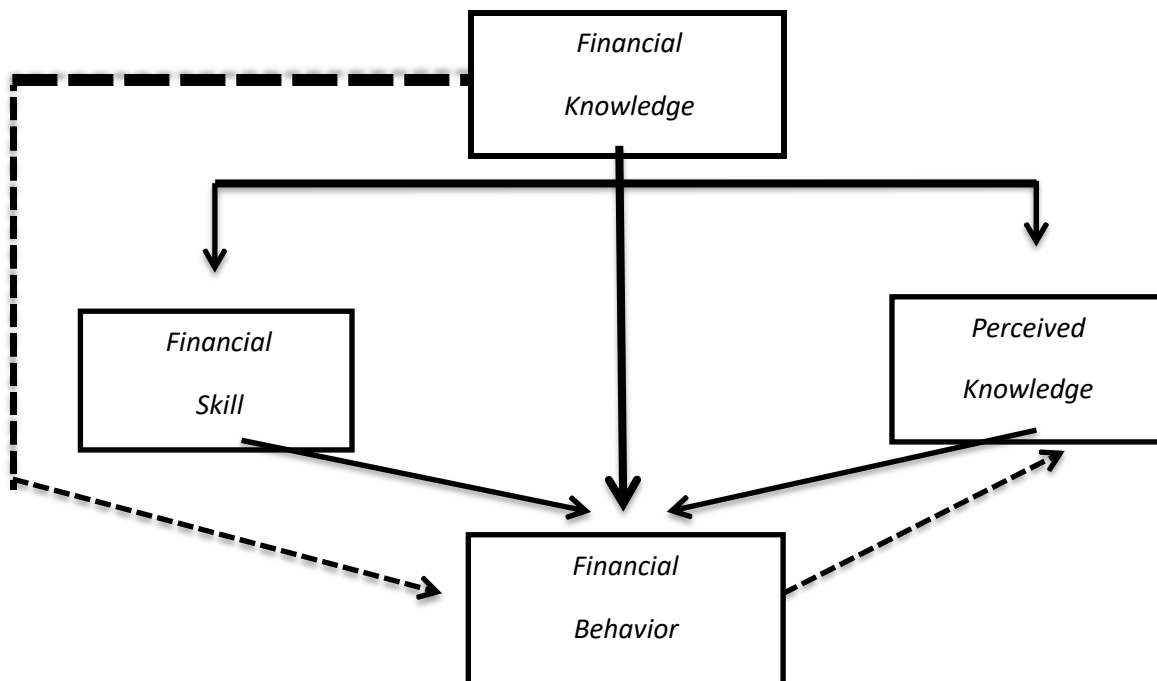 Financial
Knowledge
Financial
Skill
Perceived
Knowledge
Financial
Behavior